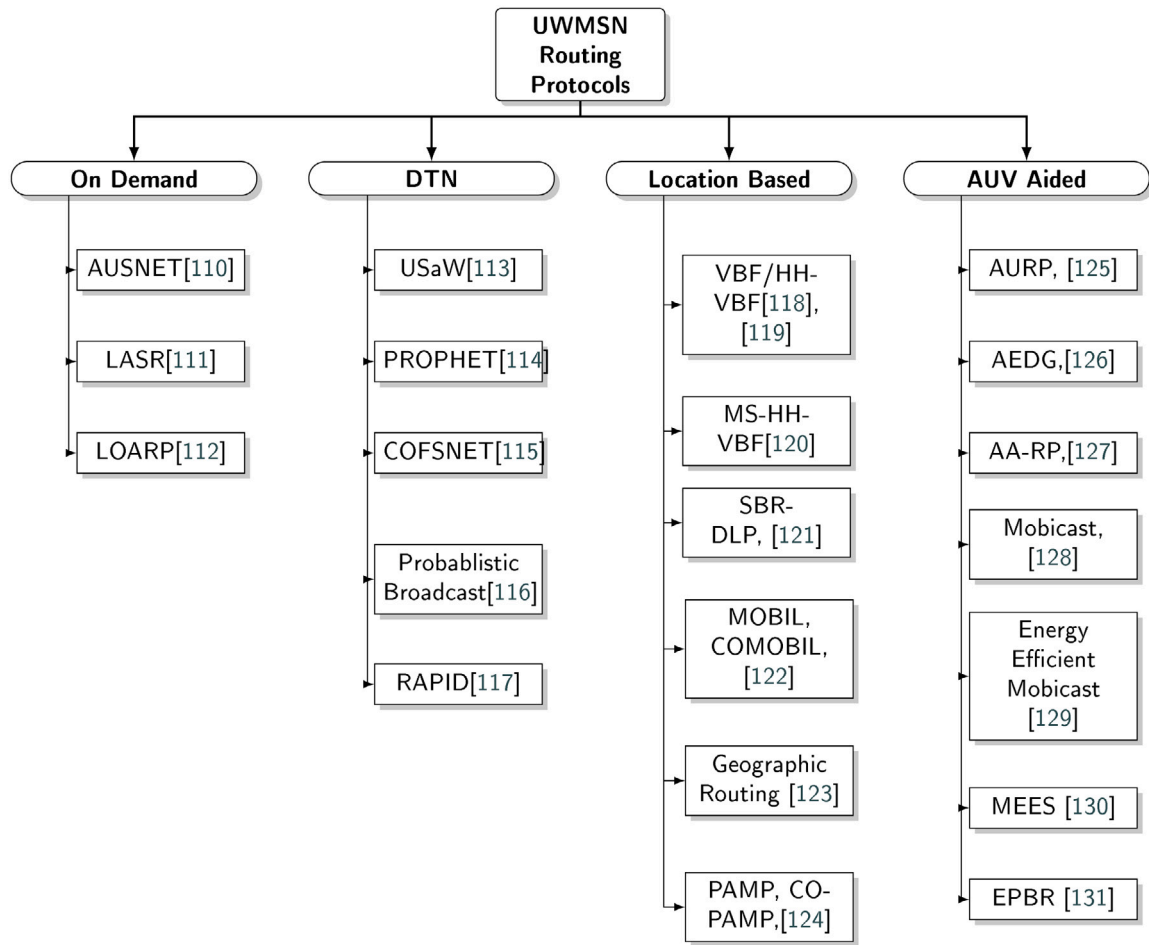 UWMSN
Routing
Protocols
On Demand
DTN
Location Based
AUV Aided
AUSNET[110]
LASR[111]
LOARP[112]
USaW[113]
PROPHET[114]
COFSNET[115]
Probablistic
Broadcast[116]
RAPID[117]
VBF/HH-
VBF[118],
[119]
MS-HH-
VBF[120]
SBR-
DLP, [121]
MOBIL,
COMOBIL,
[122]
Geographic
Routing [123]
PAMP, CO-
PAMP,[124]
AURP, [125]
AEDG,[126]
AA-RP,[127]
Mobicast,
[128]
Energy
Efficient
Mobicast
[129]
MEES [130]
EPBR [131]